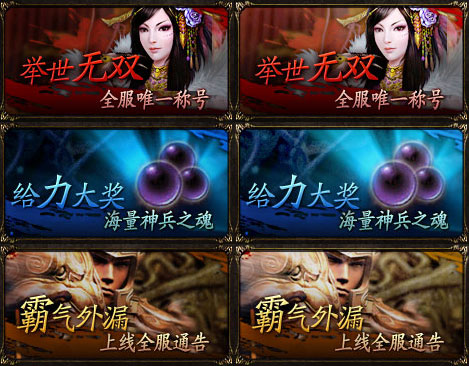 举世无双
全服唯一称号
举世无双
全服唯一称号
给力大奖
海量神兵之魂
给力大奖
海量神兵之魂
霸气外漏
上线全服通告
霸气外漏
上线全服通告